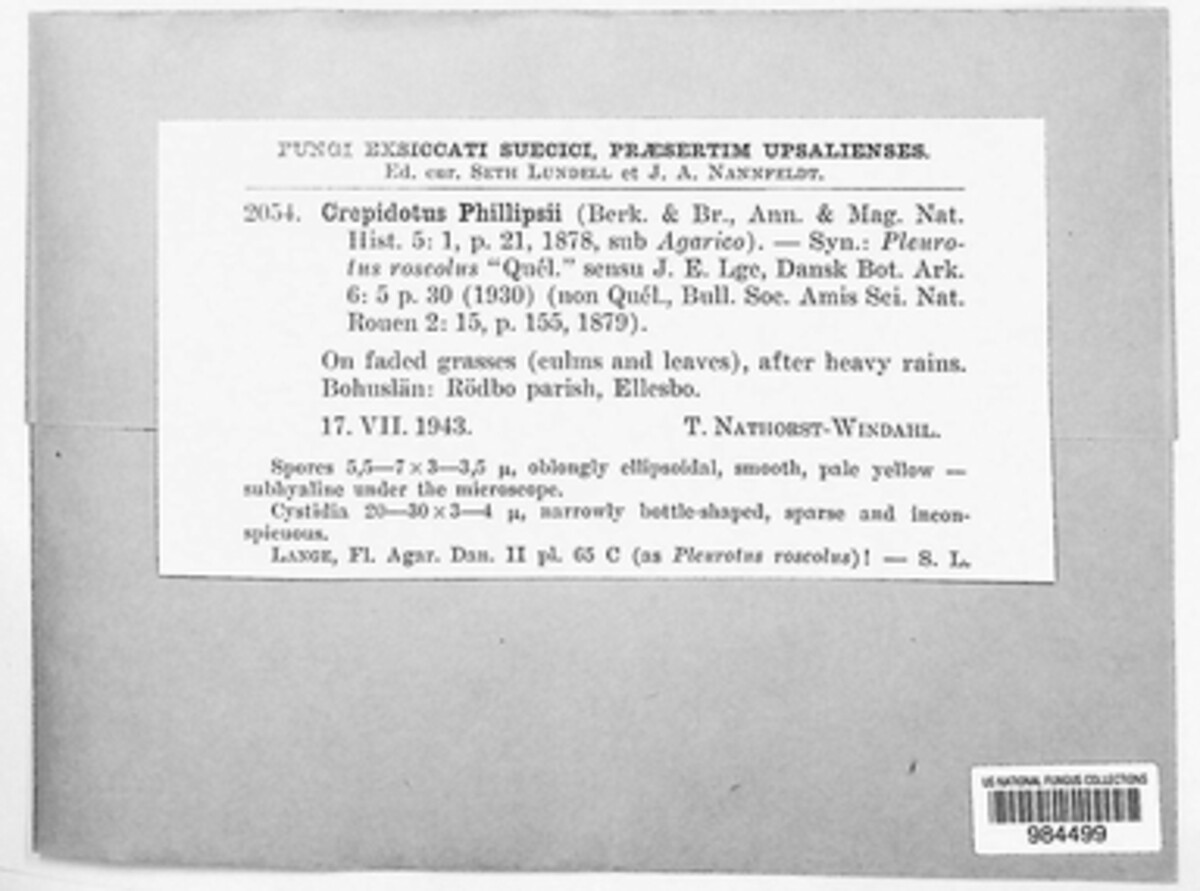 FUNGI EXSICCATI SUECICI, PRÆSERTIM UPSALIENSES.
Ed. cur. SETH LUNDELL et J. A. NANNFELDT.
2054. Crepidotus Phillipsii (Berk. & Br., Ann. & Mag. Nat.
Hist. 5: 1, p. 21, 1878, sub Agarico). — Syn.: Pleuro-
tus roseolus "Quél." sensu J. E. Lge, Dansk Bot. Ark.
6: 5 p. 30 (1930) (non Quél., Bull. Soc. Amis Sci. Nat.
Rouen 2: 15, p. 155, 1879).
On faded grasses (culms and leaves), after heavy rains.
Bohuslän: Rödbo parish, Ellesbo.
17. VII. 1943. T. NATHORST-WINDAHL.
Spores 5,5—7 × 3—3,5 µ, oblongly ellipsoidal, smooth, pale yellow —
subhyaline under the microscope.
Cystidia 20—30 × 3—4 µ, narrowly bottle-shaped, sparse and incon-
spicuous.
LANGE, Fl. Agar. Dan. II pl. 65 C (as Pleurotus roseolus)! — S. L.
US NATIONAL FUNGUS COLLECTIONS
984499